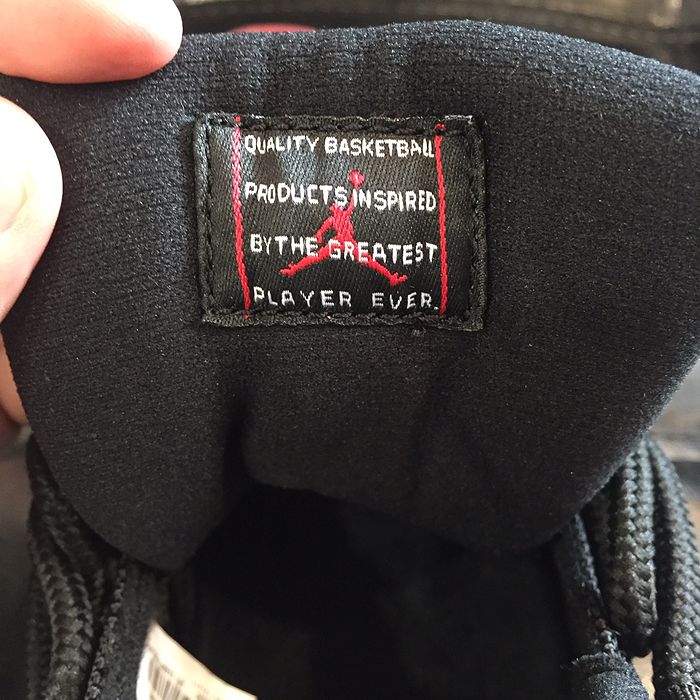 QUALITY BASKETBALL
PRODUCTS INSPIRED
BY THE GREATEST
PLAYER EVER.